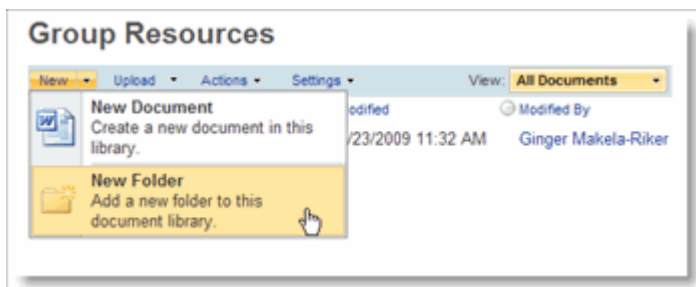 Group Resources
New Upload Actions Settings View: All Documents
New Document odified Modified By
Create a new document in this
library. /23/2009 11:32 AM Ginger Makela-Riker
New Folder
Add a new folder to this
document library.